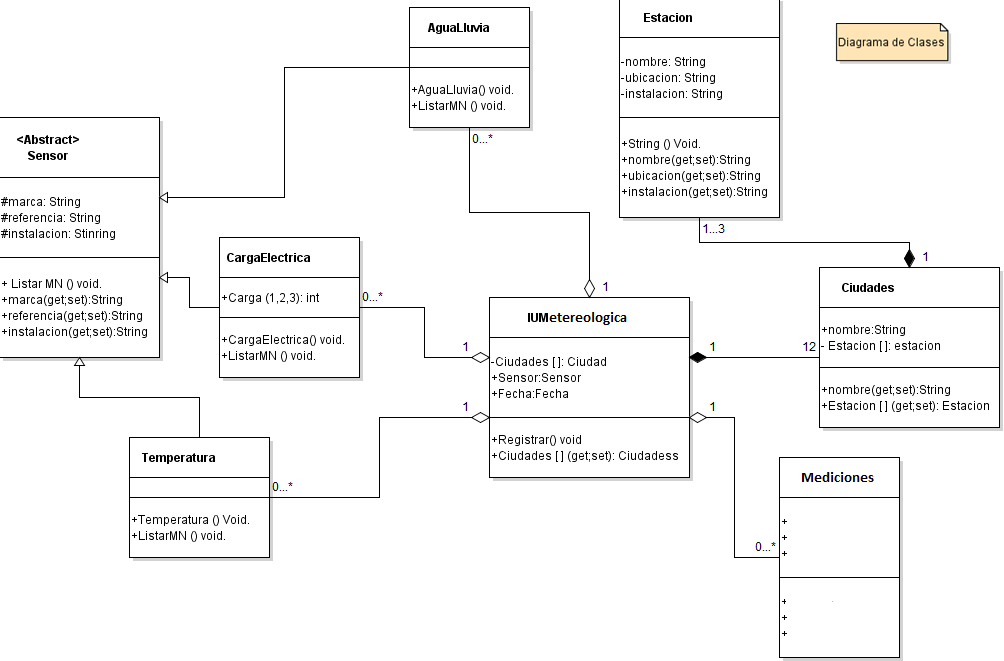 AguaLluvia
+AguaLluvia() void.
+ListarMN () void.
0...*
Estacion
-nombre: String
-ubicacion: String
-instalacion: String
+String () Void.
+nombre(get;set):String
+ubicacion(get;set):String
+instalacion(get;set):String
1...3
Diagrama de Clases
<Abstract>
Sensor
#marca: String
#referencia: String
#instalacion: Stinring
+ Listar MN () void.
+marca(get;set):String
+referencia(get;set):String
+instalacion(get;set):String
CargaElectrica
+Carga (1,2,3): int
+CargaElectrica() void.
+ListarMN () void.
0...*
1
1
IUMetereologica
-Ciudades [ ]: Ciudad
+Sensor:Sensor
+Fecha:Fecha
+Registrar() void
+Ciudades [ ] (get;set): Ciudadess
1
1
12
1
1
Ciudades
+nombre:String
- Estacion [ ]: estacion
+nombre(get;set):String
+Estacion [ ] (get;set): Estacion
Temperatura
+Temperatura () Void.
+ListarMN () void.
0...*
Mediciones
+
+
+
+
+
+
0...*